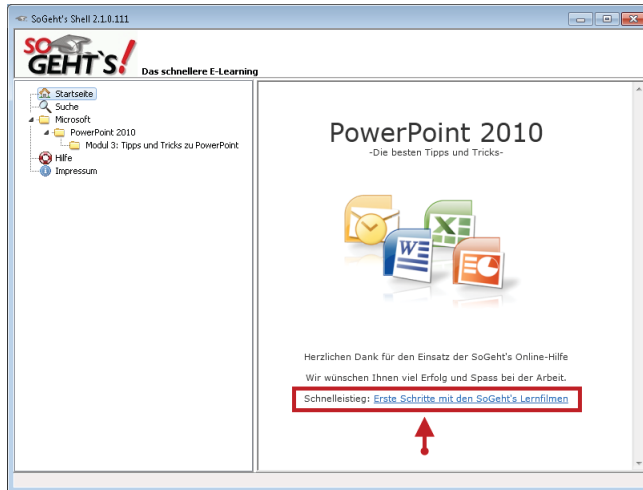 SoGeht's Shell 2.1.0.111
SO
GEHT`S!
Das schnellere E-Learning
Startseite
Suche
Microsoft
PowerPoint 2010
Modul 3: Tipps und Tricks zu PowerPoint
Hilfe
Impressum
PowerPoint 2010
-Die besten Tipps und Tricks-
Herzlichen Dank für den Einsatz der SoGeht's Online-Hilfe
Wir wünschen Ihnen viel Erfolg und Spass bei der Arbeit.
Schnelleistieg: Erste Schritte mit den SoGeht's Lernfilmen